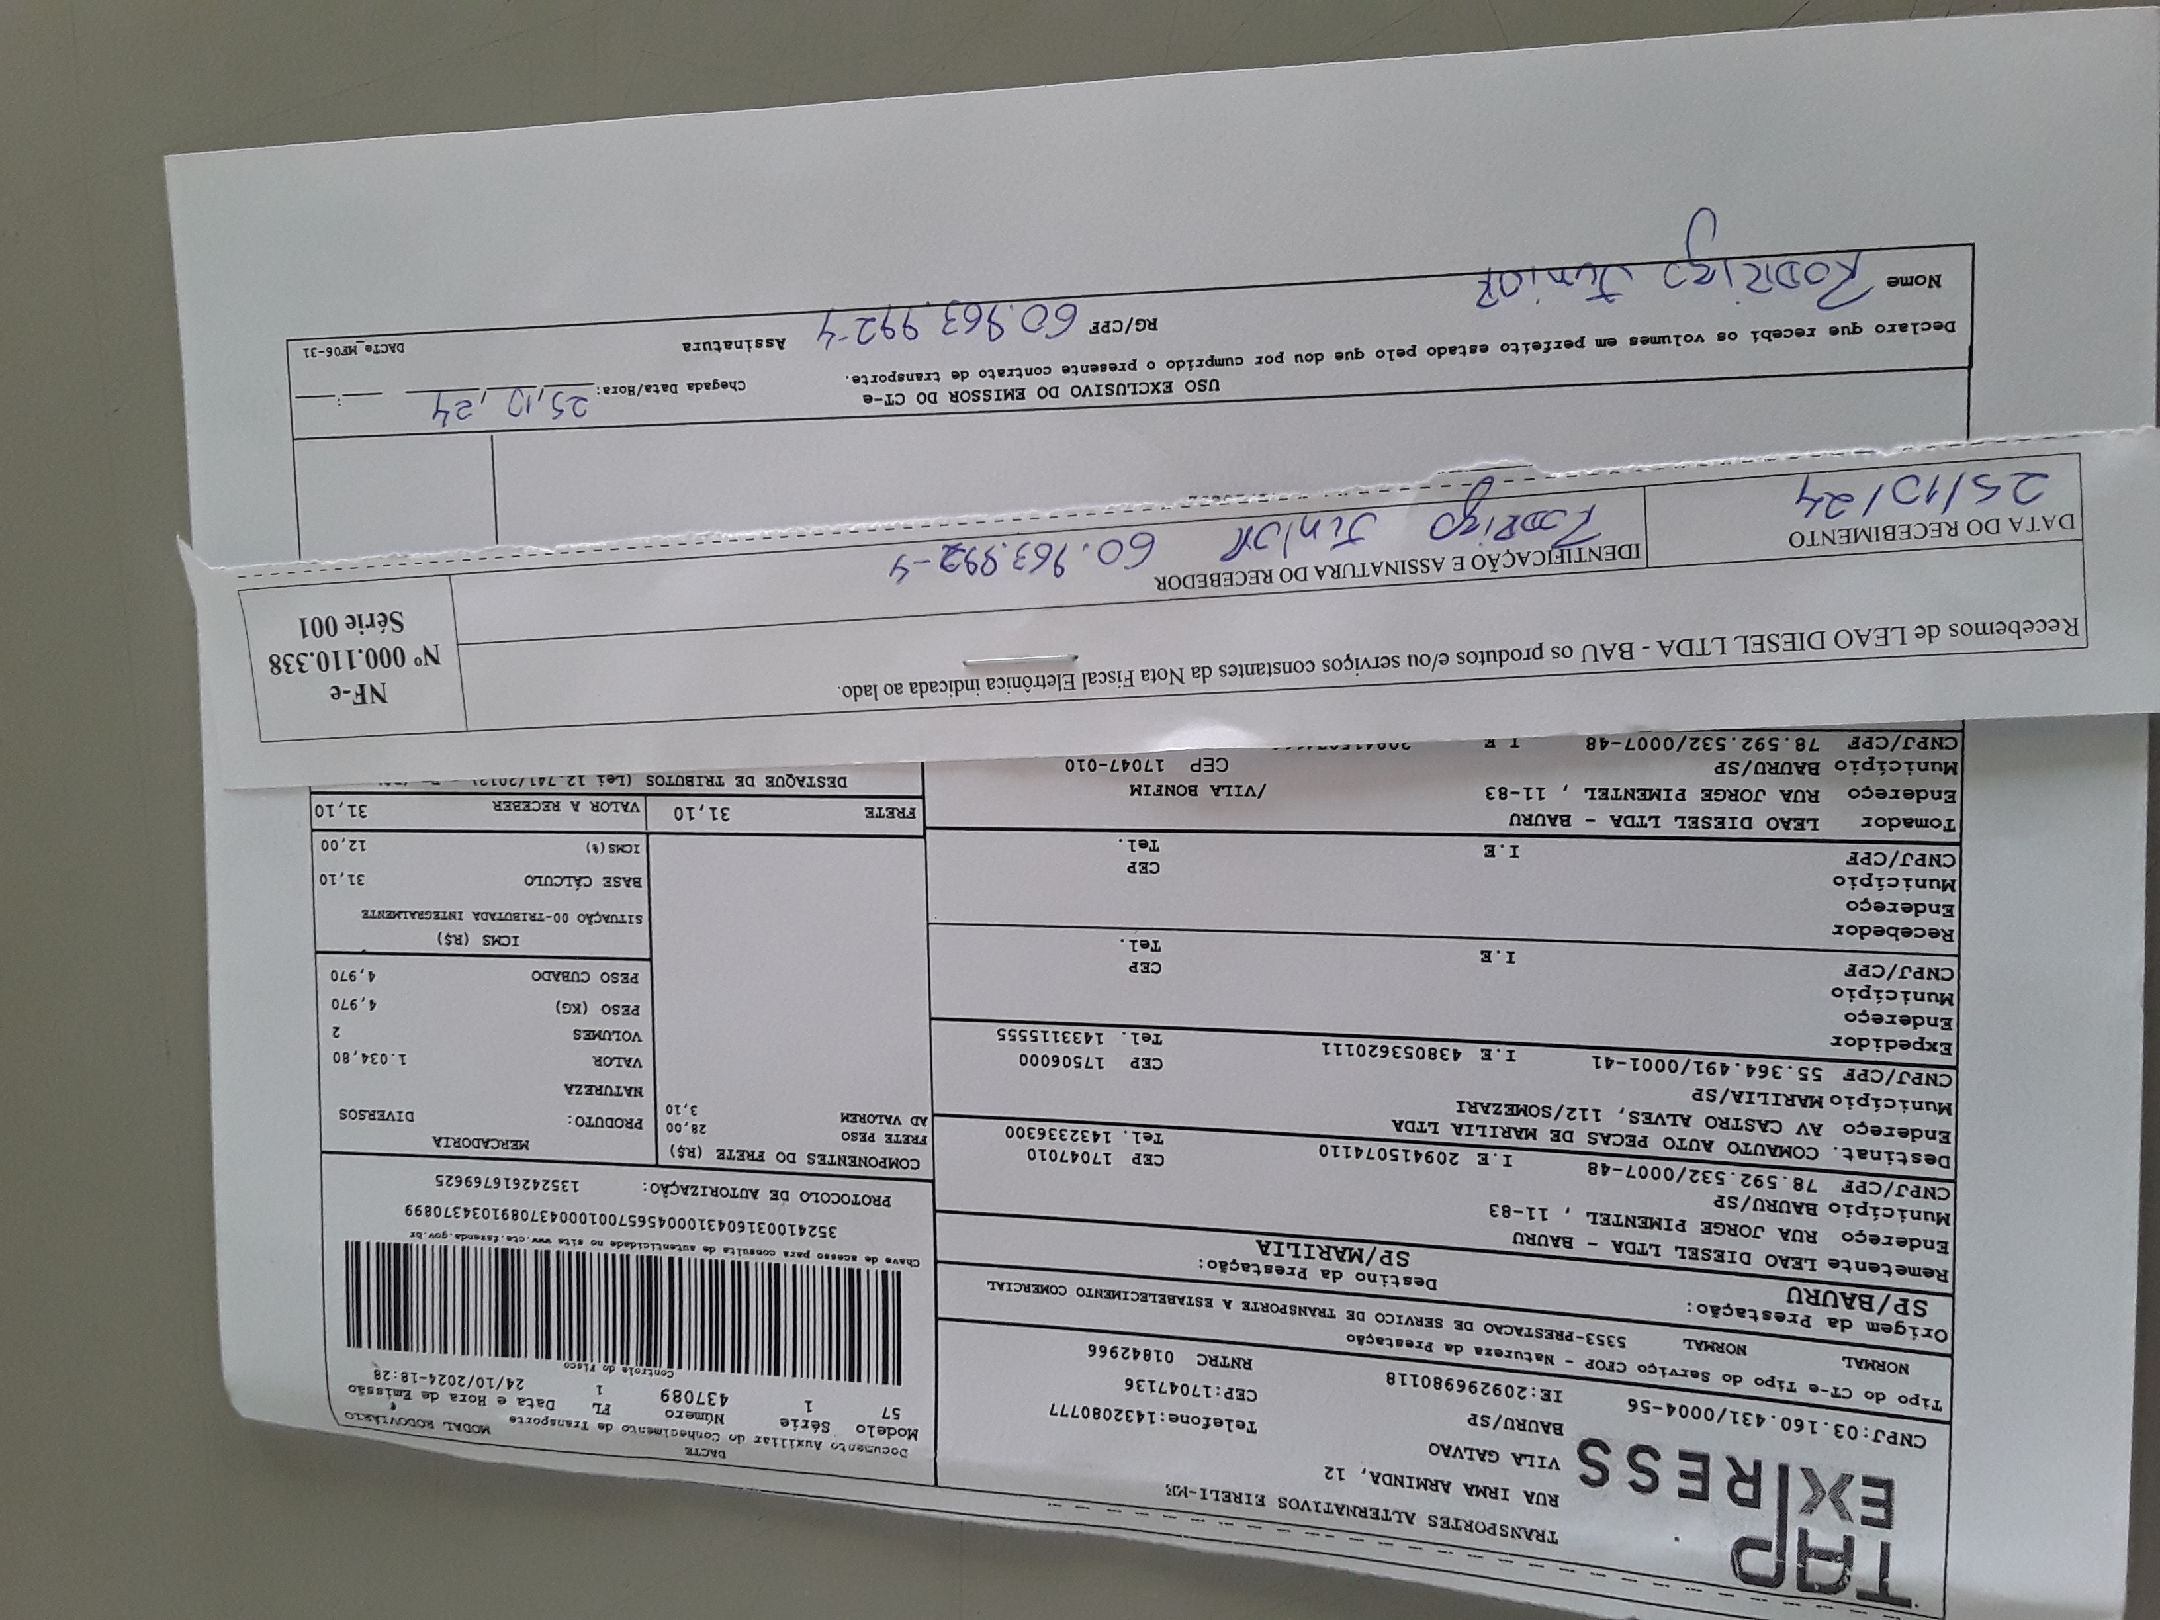 TAP
EXPRESS
TRANSPORTES ALTERNATIVOS EIRELI-ME
RUA IRMA ARMINDA, 12
VILA GALVAO
BAURU/SP
Telefone:1432080777
CEP:17047136
CNPJ:03.160.431/0004-56 IE:209296980118 RNTRC 01842966
DACTE
Documento Auxiliar do Conhecimento de Transporte MODAL RODOVIÁRIO
Modelo Série Número FL Data e Hora de Emissão
57 1 437089 1 24/10/2024-18:28
Controle do Fisco
Chave de acesso para consulta de autenticidade no site www.cte.fazenda.gov.br
PROTOCOLO DE AUTORIZAÇÃO: 135242616769625
Tipo do CT-e Tipo do Serviço CFOP - Natureza da Prestação
NORMAL NORMAL 5353-PRESTACAO DE SERVICO DE TRANSPORTE A ESTABELECIMENTO COMERCIAL
Origem da Prestação: Destino da Prestação:
SP/BAURU SP/MARILIA
Remetente LEAO DIESEL LTDA - BAURU
Endereço RUA JORGE PIMENTEL , 11-83
Município BAURU/SP CEP 17047010
CNPJ/CPF 78.592.532/0007-48 I.E 209415074110 Tel. 1432336300
Destinat. COMAUTO AUTO PECAS DE MARILIA LTDA
Endereço AV CASTRO ALVES, 112/SOMEZARI
Município MARILIA/SP CEP 17506000
CNPJ/CPF 55.364.491/0001-41 I.E 438053620111 Tel. 1433115555
Expedidor
Endereço
Município CEP
CNPJ/CPF I.E Tel.
Recebedor
Endereço
Município CEP
CNPJ/CPF I.E Tel.
Tomador LEAO DIESEL LTDA - BAURU
Endereço RUA JORGE PIMENTEL , 11-83 /VILA BONFIM
Município BAURU/SP CEP 17047-010
CNPJ/CPF 78.592.532/0007-48 I.E
COMPONENTES DO FRETE (R$)
FRETE PESO 28,00
AD VALOREM 3,10
MERCADORIA
PRODUTO: DIVERSOS
NATUREZA
VALOR 1.034,80
VOLUMES 2
PESO (KG) 4,970
PESO CUBADO 4,970
ICMS (R$)
SITUAÇÃO 00-TRIBUTADA INTEGRALMENTE
BASE CÁLCULO 31,10
ICMS(%) 12,00
FRETE 31,10 VALOR A RECEBER 31,10
DESTAQUE DE TRIBUTOS (Lei 12.741/2012)
Recebemos de LEAO DIESEL LTDA - BAU os produtos e/ou serviços constantes da Nota Fiscal Eletrônica indicada ao lado.
NF-e
Nº 000.110.338
Série 001
DATA DO RECEBIMENTO IDENTIFICAÇÃO E ASSINATURA DO RECEBEDOR
25/10/24 Rodrigo Junior 60.963.992-4
USO EXCLUSIVO DO EMISSOR DO CT-e
Chegada Data/Hora: 25,10,24
Declaro que recebi os volumes em perfeito estado pelo que dou por cumprido o presente contrato de transporte.
Nome Rodrigo Junior RG/CPF 60.963.992-4 Assinatura
DACTe_MF06-31